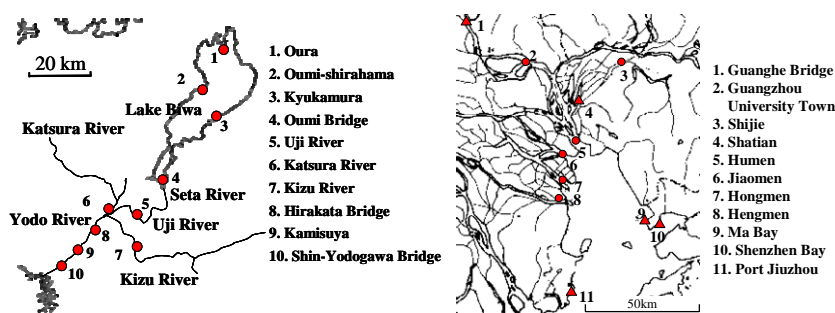 20 km
1
2
Lake Biwa
3
Katsura River
4
Seta River
6
5
Yodo River
Uji River
8
7
9
10
Kizu River
1. Oura
2. Oumi-shirahama
3. Kyukamura
4. Oumi Bridge
5. Uji River
6. Katsura River
7. Kizu River
8. Hirakata Bridge
9. Kamisuya
10. Shin-Yodogawa Bridge
1
2
3
4
5
7
8
9
10
11
50km
1. Guanghe Bridge
2. Guangzhou
University Town
3. Shijie
4. Shatian
5. Humen
6. Jiaomen
7. Hongmen
8. Hengmen
9. Ma Bay
10. Shenzhen Bay
11. Port Jiuzhou